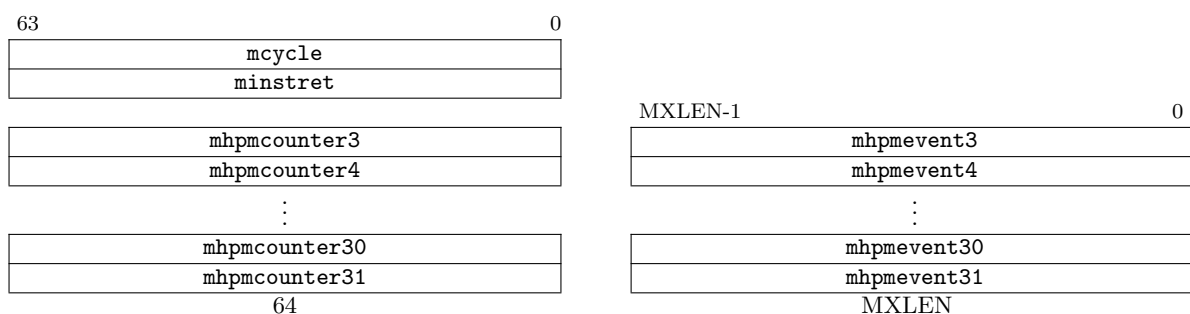 63 0
mcycle
minstret
mhpmcounter3
mhpmcounter4
⋮
mhpmcounter30
mhpmcounter31
64
MXLEN-1 0
mhpmevent3
mhpmevent4
⋮
mhpmevent30
mhpmevent31
MXLEN